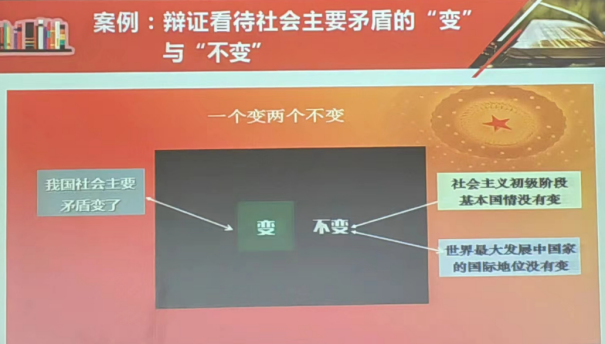 案例：辩证看待社会主要矛盾的“变”
与“不变”
一个变两个不变
我国社会主要
矛盾变了
变
不变
社会主义初级阶段
基本国情没有变
世界最大发展中国家
的国际地位没有变